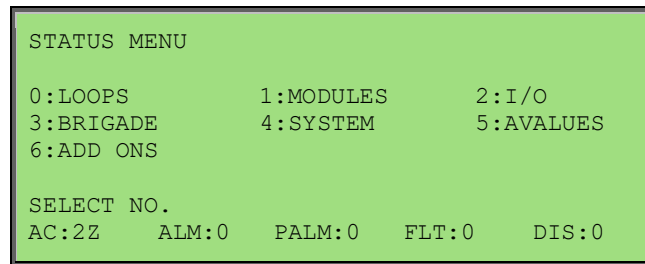 STATUS MENU
0:LOOPS 1:MODULES 2:I/O
3:BRIGADE 4:SYSTEM 5:AVALUES
6:ADD ONS
SELECT NO.
AC:2Z ALM:0 PALM:0 FLT:0 DIS:0